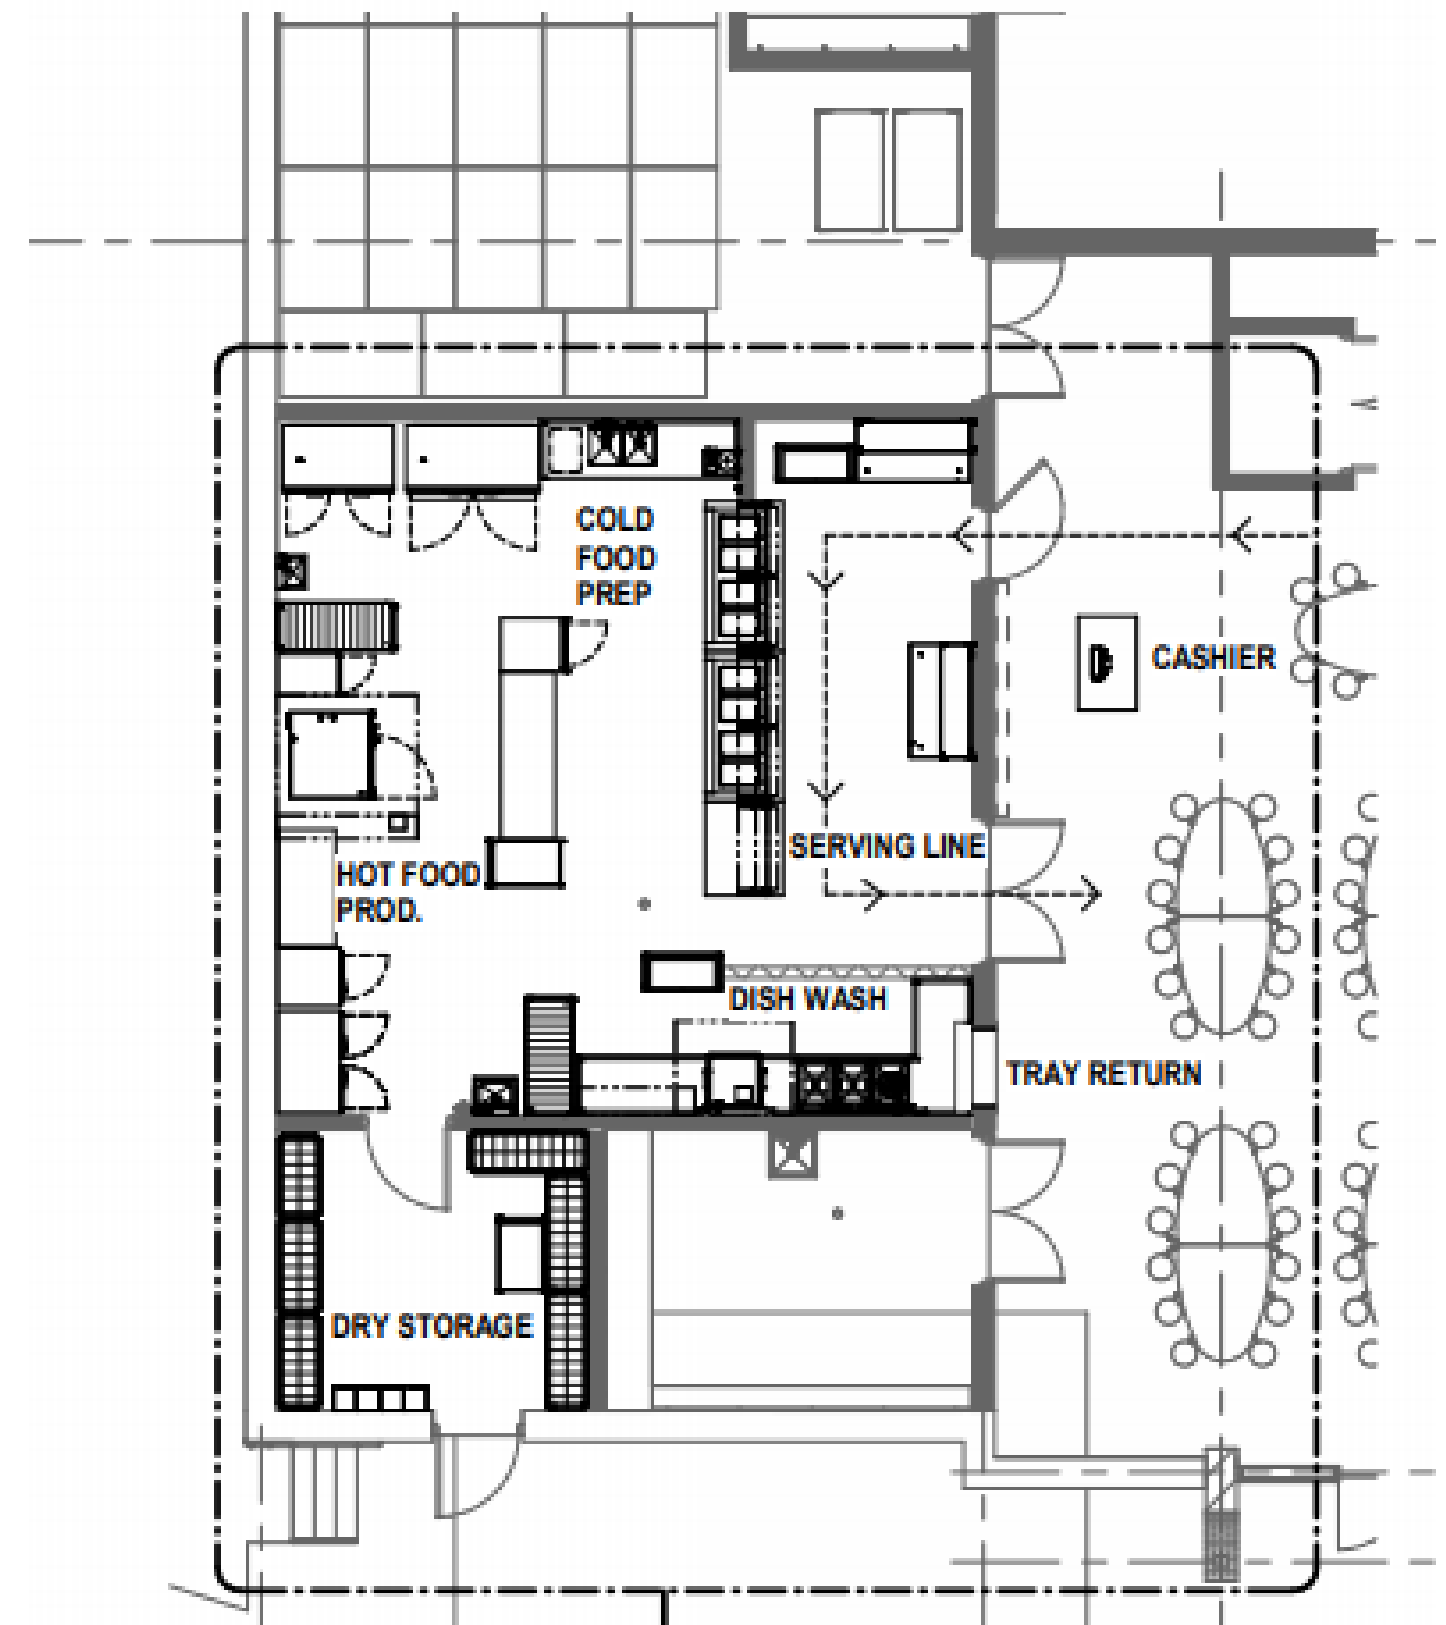 COLD
FOOD
PREP
CASHIER
SERVING LINE
HOT FOOD
PROD.
DISH WASH
TRAY RETURN
DRY STORAGE